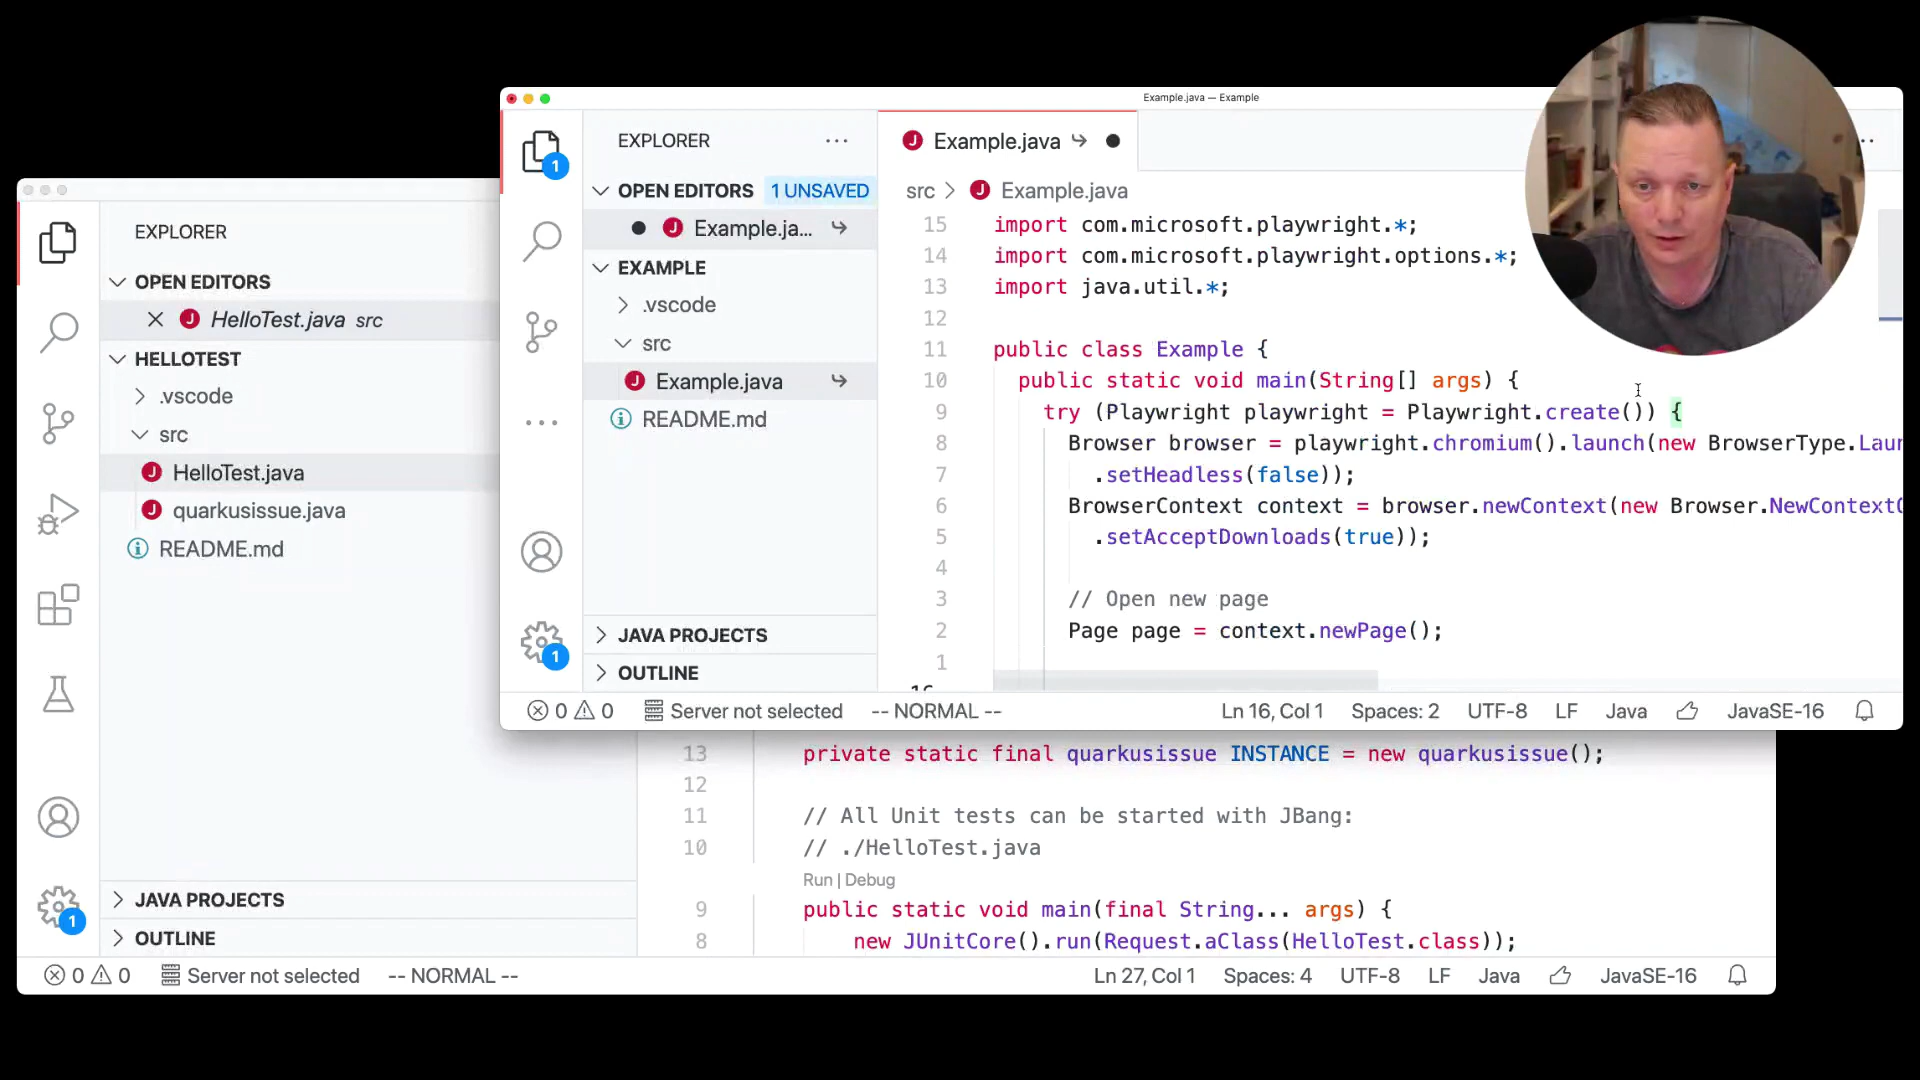 Example.java — Example
EXPLORER
OPEN EDITORS 1 UNSAVED
Example.ja...
EXAMPLE
.vscode
src
Example.java
README.md
JAVA PROJECTS
OUTLINE
1
1
Example.java
src > Example.java
15 import com.microsoft.playwright.*;
14 import com.microsoft.playwright.options.*;
13 import java.util.*;
12
11 public class Example {
10 public static void main(String[] args) {
9 try (Playwright playwright = Playwright.create()) {
8 Browser browser = playwright.chromium().launch(new BrowserType.Lau
7 .setHeadless(false));
6 BrowserContext context = browser.newContext(new Browser.NewContext
5 .setAcceptDownloads(true));
4
3 // Open new page
2 Page page = context.newPage();
1
16
0 0 Server not selected -- NORMAL -- Ln 16, Col 1 Spaces: 2 UTF-8 LF Java JavaSE-16
EXPLORER
OPEN EDITORS
HelloTest.java src
HELLOTEST
.vscode
src
HelloTest.java
quarkusissue.java
README.md
JAVA PROJECTS
OUTLINE
1
13 private static final quarkusissue INSTANCE = new quarkusissue();
12
11 // All Unit tests can be started with JBang:
10 // ./HelloTest.java
Run | Debug
9 public static void main(final String... args) {
8 new JUnitCore().run(Request.aClass(HelloTest.class));
0 0 Server not selected -- NORMAL -- Ln 27, Col 1 Spaces: 4 UTF-8 LF Java JavaSE-16